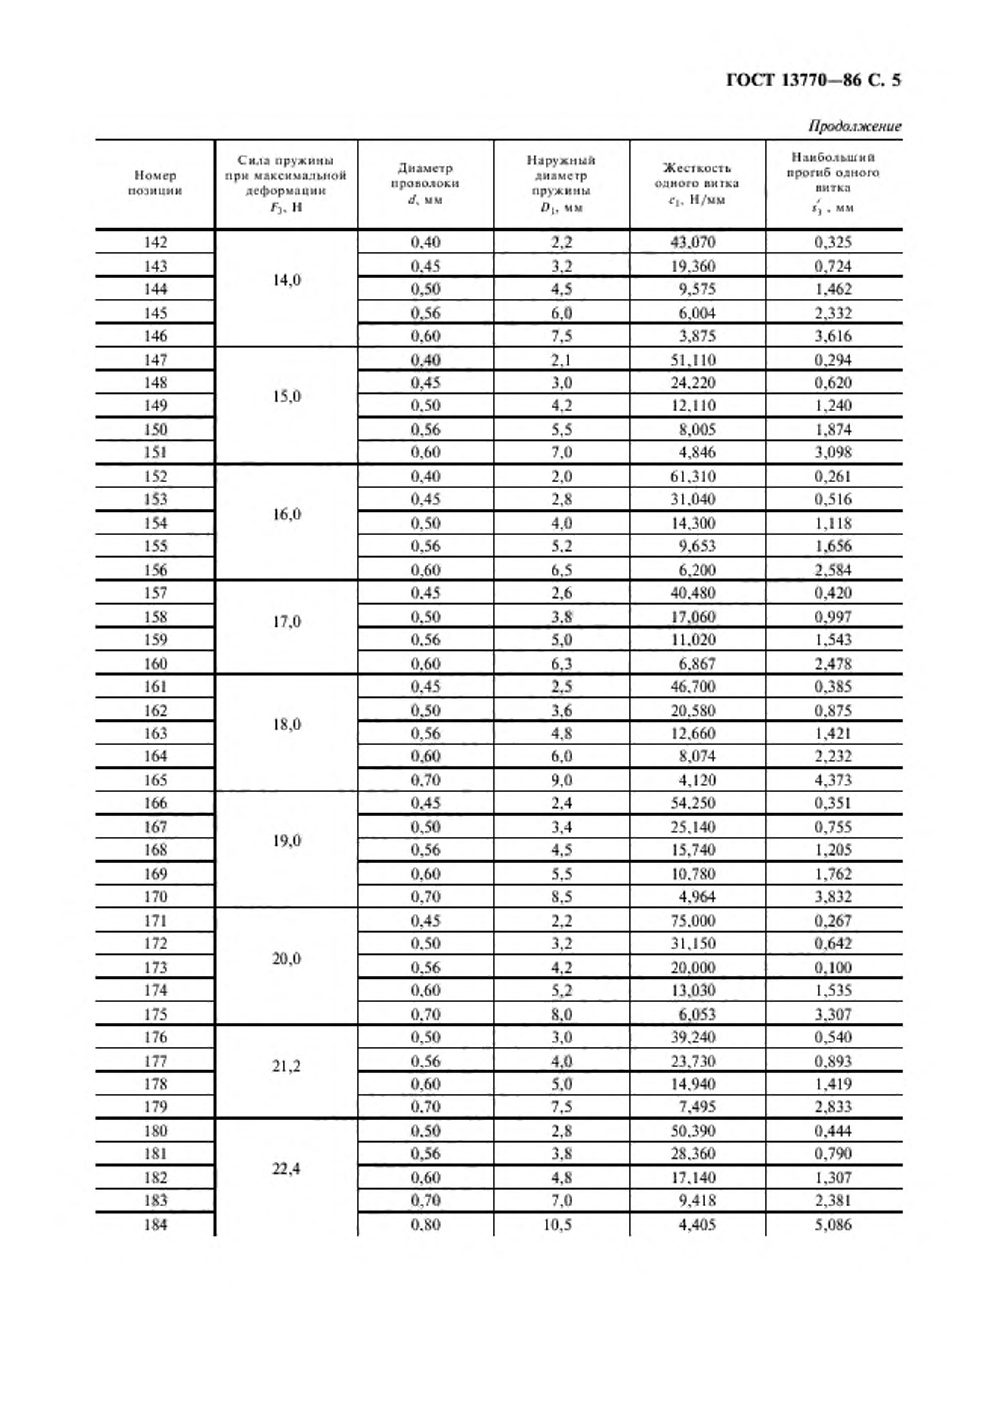 ГОСТ 13770—86 С. 5
Продолжение
Номер позиции | Сила пружины при максимальной деформации F3, Н | Диаметр проволоки d, мм | Наружный диаметр пружины D1, мм | Жесткость одного витка c1, Н/мм | Наибольший прогиб одного витка s′3, мм
142 | 14,0 | 0,40 | 2,2 | 43,070 | 0,325
143 | 0,45 | 3,2 | 19,360 | 0,724
144 | 0,50 | 4,5 | 9,575 | 1,462
145 | 0,56 | 6,0 | 6,004 | 2,332
146 | 0,60 | 7,5 | 3,875 | 3,616
147 | 15,0 | 0,40 | 2,1 | 51,110 | 0,294
148 | 0,45 | 3,0 | 24,220 | 0,620
149 | 0,50 | 4,2 | 12,110 | 1,240
150 | 0,56 | 5,5 | 8,005 | 1,874
151 | 0,60 | 7,0 | 4,846 | 3,098
152 | 16,0 | 0,40 | 2,0 | 61,310 | 0,261
153 | 0,45 | 2,8 | 31,040 | 0,516
154 | 0,50 | 4,0 | 14,300 | 1,118
155 | 0,56 | 5,2 | 9,653 | 1,656
156 | 0,60 | 6,5 | 6,200 | 2,584
157 | 17,0 | 0,45 | 2,6 | 40,480 | 0,420
158 | 0,50 | 3,8 | 17,060 | 0,997
159 | 0,56 | 5,0 | 11,020 | 1,543
160 | 0,60 | 6,3 | 6,867 | 2,478
161 | 18,0 | 0,45 | 2,5 | 46,700 | 0,385
162 | 0,50 | 3,6 | 20,580 | 0,875
163 | 0,56 | 4,8 | 12,660 | 1,421
164 | 0,60 | 6,0 | 8,074 | 2,232
165 | 0,70 | 9,0 | 4,120 | 4,373
166 | 19,0 | 0,45 | 2,4 | 54,250 | 0,351
167 | 0,50 | 3,4 | 25,140 | 0,755
168 | 0,56 | 4,5 | 15,740 | 1,205
169 | 0,60 | 5,5 | 10,780 | 1,762
170 | 0,70 | 8,5 | 4,964 | 3,832
171 | 20,0 | 0,45 | 2,2 | 75,000 | 0,267
172 | 0,50 | 3,2 | 31,150 | 0,642
173 | 0,56 | 4,2 | 20,000 | 0,100
174 | 0,60 | 5,2 | 13,030 | 1,535
175 | 0,70 | 8,0 | 6,053 | 3,307
176 | 21,2 | 0,50 | 3,0 | 39,240 | 0,540
177 | 0,56 | 4,0 | 23,730 | 0,893
178 | 0,60 | 5,0 | 14,940 | 1,419
179 | 0,70 | 7,5 | 7,495 | 2,833
180 | 22,4 | 0,50 | 2,8 | 50,390 | 0,444
181 | 0,56 | 3,8 | 28,360 | 0,790
182 | 0,60 | 4,8 | 17,140 | 1,307
183 | 0,70 | 7,0 | 9,418 | 2,381
184 | 0,80 | 10,5 | 4,405 | 5,086